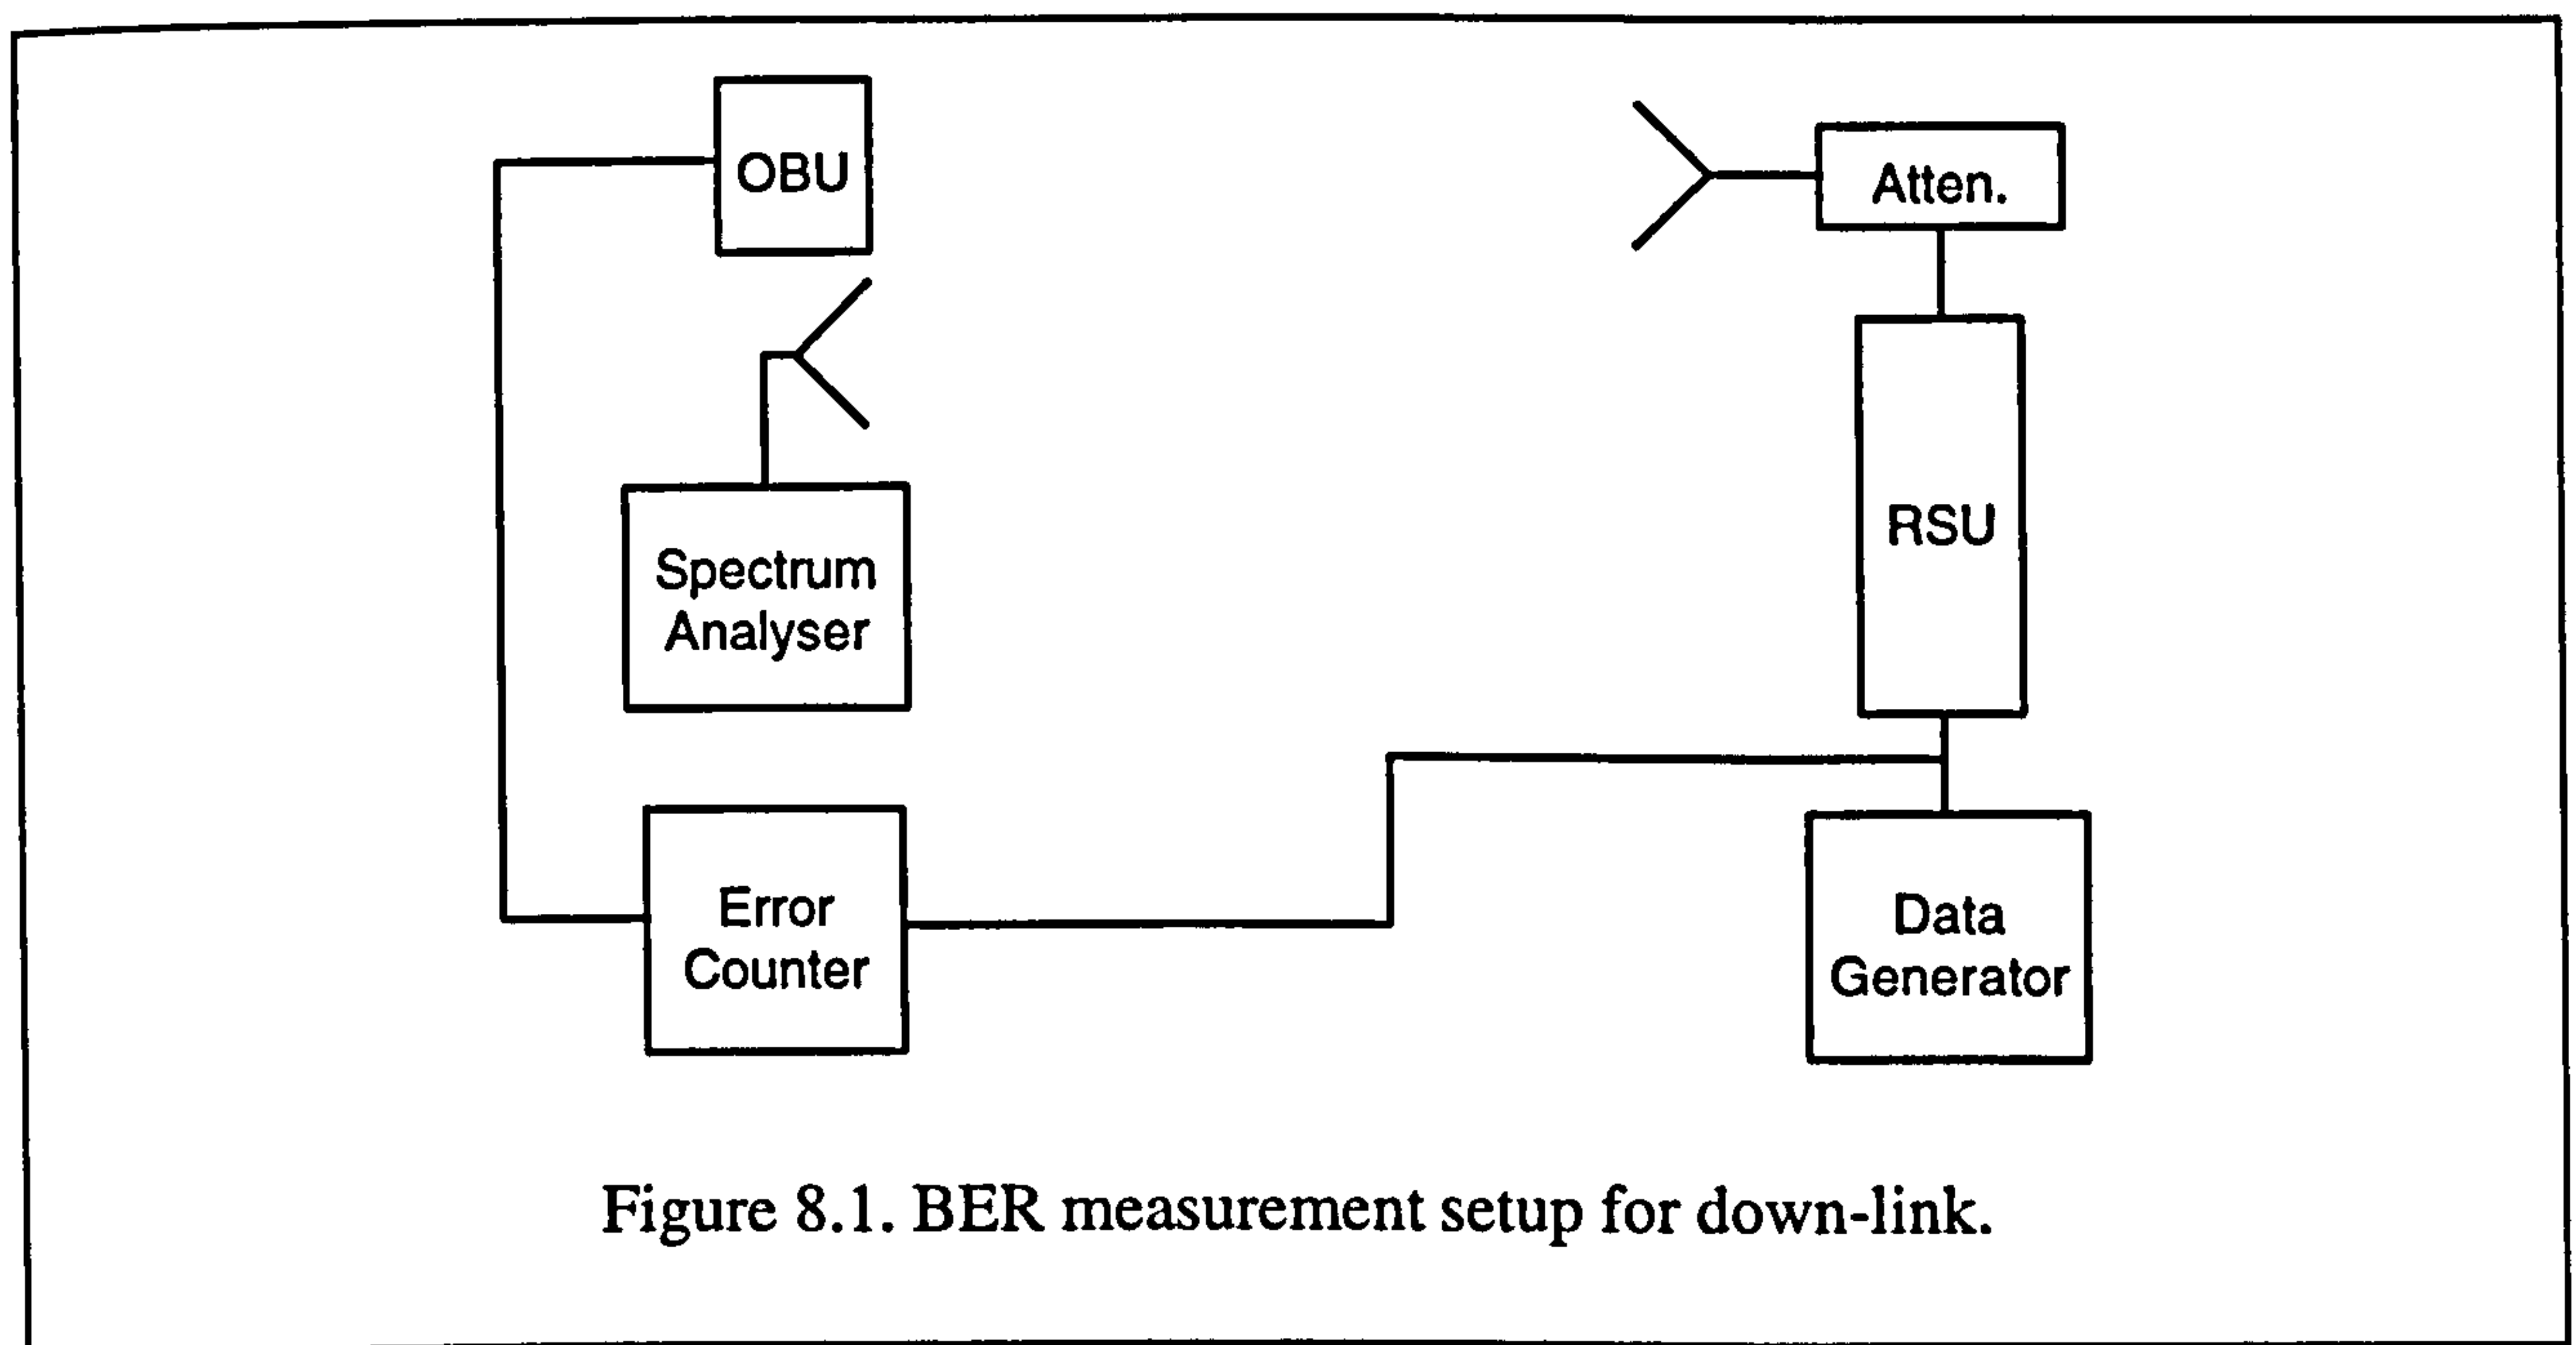 OBU
Atten.
RSU
Spectrum
Analyser
Error
Counter
Data
Generator
Figure 8.1. BER measurement setup for down-link.